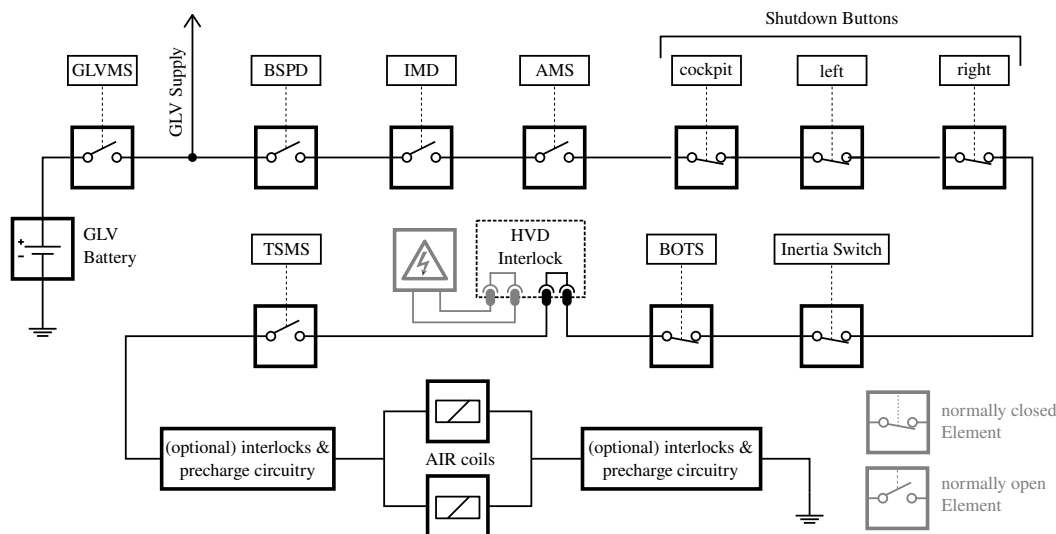 Shutdown Buttons
GLV Supply
GLVMS
BSPD
IMD
AMS
cockpit
left
right
+
-
GLV
Battery
TSMS
HVD
Interlock
BOTS
Inertia Switch
(optional) interlocks &
precharge circuitry
AIR coils
(optional) interlocks &
precharge circuitry
normally closed
Element
normally open
Element